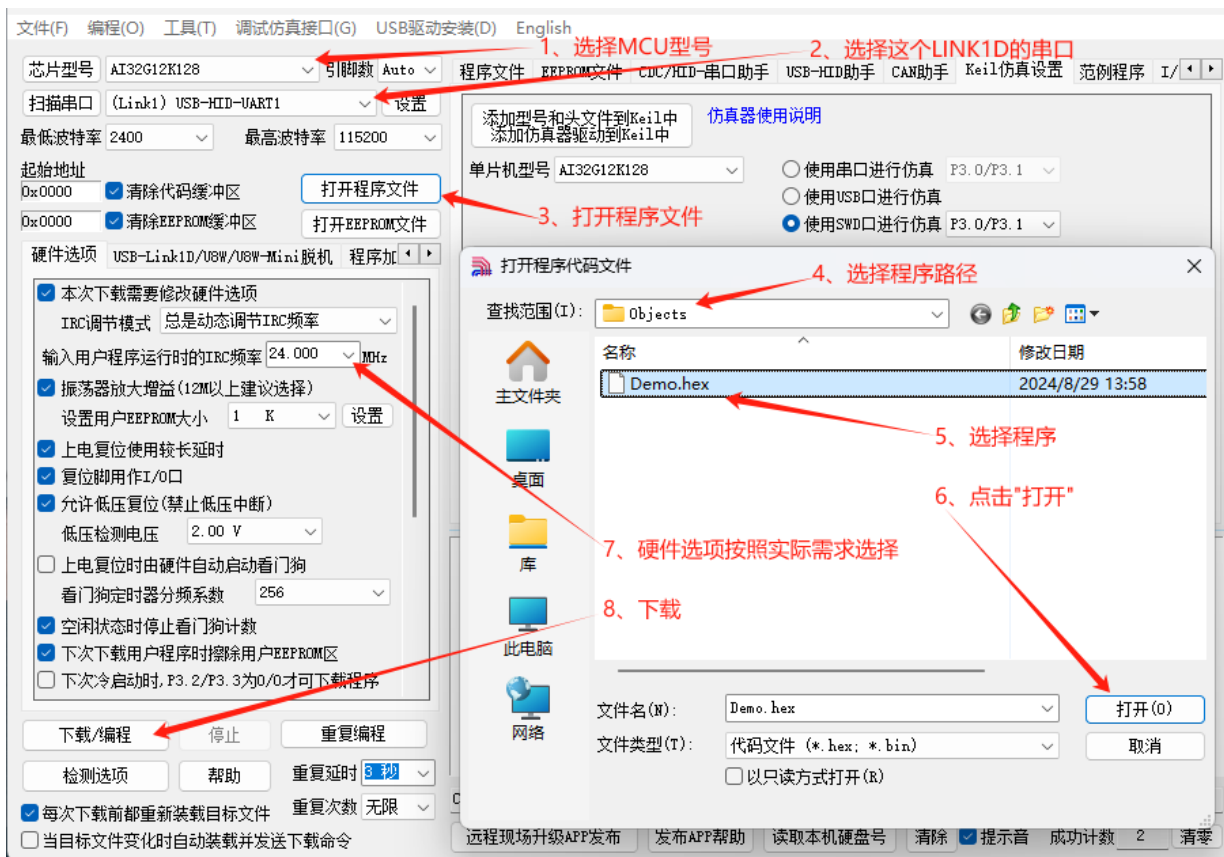 文件(F) 编程(O) 工具(T) 调试仿真接口(G) USB驱动安装(D) English
1、选择MCU型号
2、选择这个LINK1D的串口
芯片型号 AI32G12K128 引脚数 Auto
扫描串口 (Link1) USB-HID-UART1 设置
最低波特率 2400 最高波特率 115200
起始地址
0x0000 清除代码缓冲区 打开程序文件
0x0000 清除EEPROM缓冲区 打开EEPROM文件
3、打开程序文件
硬件选项 USB-Link1D/U8W/U8W-Mini脱机 程序加
本次下载需要修改硬件选项
IRC调节模式 总是动态调节IRC频率
输入用户程序运行时的IRC频率 24.000 MHz
振荡器放大增益(12M以上建议选择)
设置用户EEPROM大小 1 K 设置
上电复位使用较长延时
复位脚用作I/O口
允许低压复位(禁止低压中断)
低压检测电压 2.00 V
上电复位时由硬件自动启动看门狗
看门狗定时器分频系数 256
空闲状态时停止看门狗计数
下次下载用户程序时擦除用户EEPROM区
下次冷启动时,P3.2/P3.3为0/0才可下载程序
下载/编程 停止 重复编程
检测选项 帮助 重复延时 3 秒
每次下载前都重新装载目标文件 重复次数 无限
当目标文件变化时自动装载并发送下载命令
程序文件 EEPROM文件 CDC/HID-串口助手 USB-HID助手 CAN助手 Keil仿真设置 范例程序 I/
添加型号和头文件到Keil中
添加仿真器驱动到Keil中
仿真器使用说明
单片机型号 AI32G12K128
使用串口进行仿真 P3.0/P3.1
使用USB口进行仿真
使用SWD口进行仿真 P3.0/P3.1
打开程序代码文件
4、选择程序路径
查找范围(I): Objects
名称 修改日期
Demo.hex 2024/8/29 13:58
主文件夹
桌面
库
此电脑
网络
5、选择程序
6、点击"打开"
7、硬件选项按照实际需求选择
8、下载
文件名(N): Demo.hex 打开(O)
文件类型(T): 代码文件 (*.hex; *.bin) 取消
以只读方式打开(R)
远程现场升级APP发布 发布APP帮助 读取本机硬盘号 清除 提示音 成功计数 2 清零